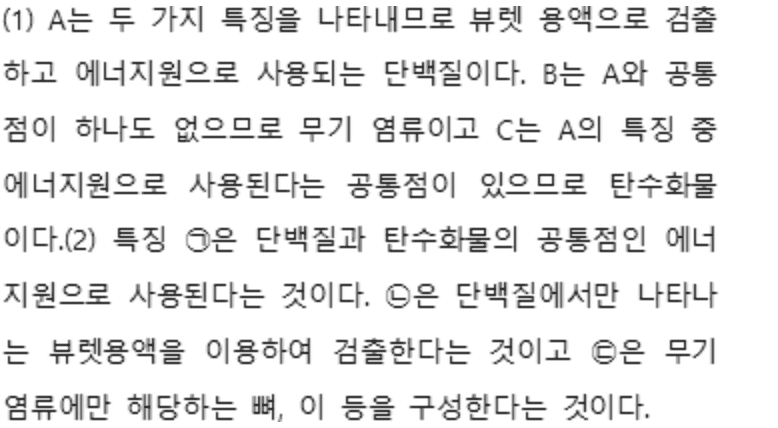 (1) A는 두 가지 특징을 나타내므로 뷰렛 용액으로 검출
하고 에너지원으로 사용되는 단백질이다. B는 A와 공통
점이 하나도 없으므로 무기 염류이고 C는 A의 특징 중
에너지원으로 사용된다는 공통점이 있으므로 탄수화물
이다.(2) 특징 ㉠은 단백질과 탄수화물의 공통점인 에너
지원으로 사용된다는 것이다. ㉡은 단백질에서만 나타나
는 뷰렛용액을 이용하여 검출한다는 것이고 ㉢은 무기
염류에만 해당하는 뼈, 이 등을 구성한다는 것이다.